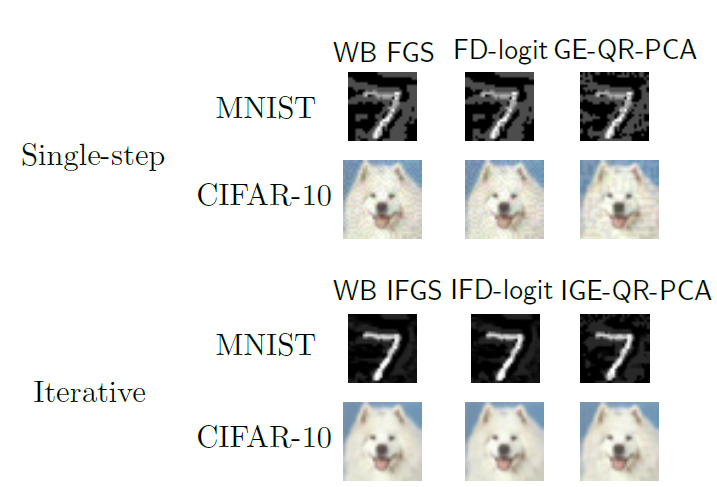 WB FGS FD-logit GE-QR-PCA
MNIST
Single-step
CIFAR-10
WB IFGS IFD-logit IGE-QR-PCA
MNIST
Iterative
CIFAR-10